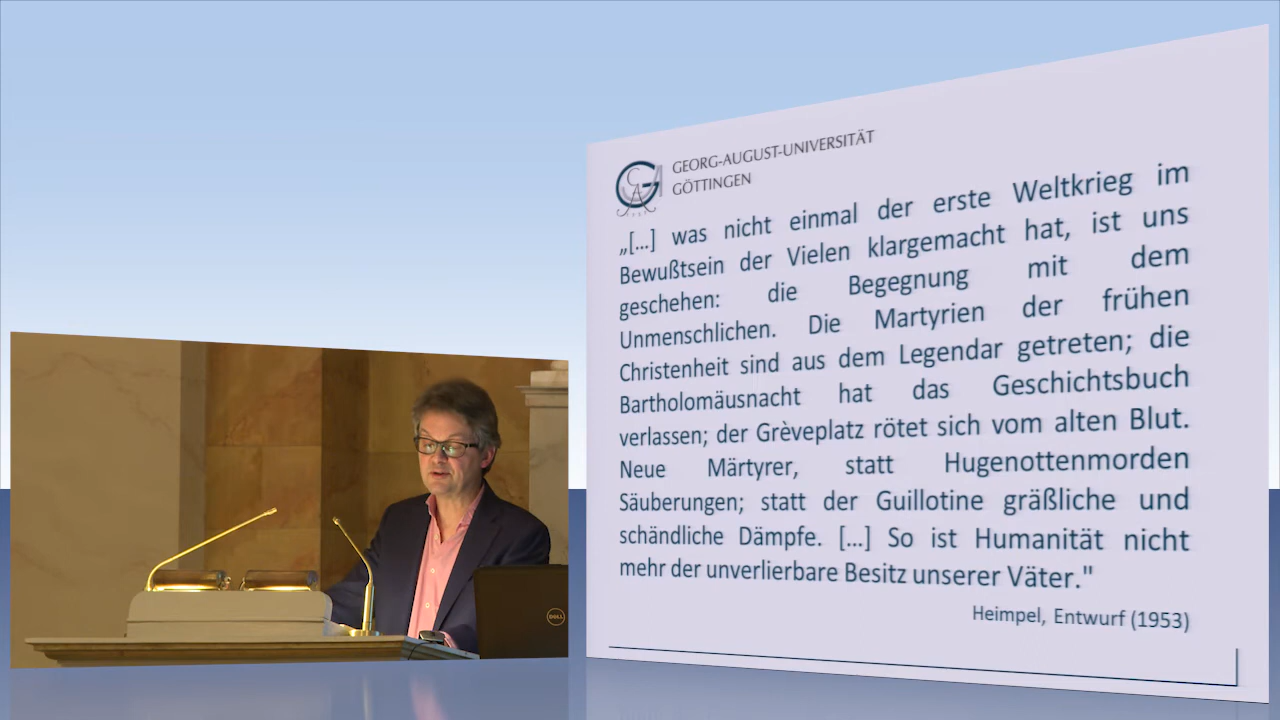 GEORG-AUGUST-UNIVERSITÄT
GÖTTINGEN
„[...] was nicht einmal der erste Weltkrieg im
Bewußtsein der Vielen klargemacht hat, ist uns
geschehen: die Begegnung mit dem
Unmenschlichen. Die Martyrien der frühen
Christenheit sind aus dem Legendar getreten; die
Bartholomäusnacht hat das Geschichtsbuch
verlassen; der Grèveplatz rötet sich vom alten Blut.
Neue Märtyrer, statt Hugenottenmorden
Säuberungen; statt der Guillotine gräßliche und
schändliche Dämpfe. [...] So ist Humanität nicht
mehr der unverlierbare Besitz unserer Väter."
Heimpel, Entwurf (1953)
DELL